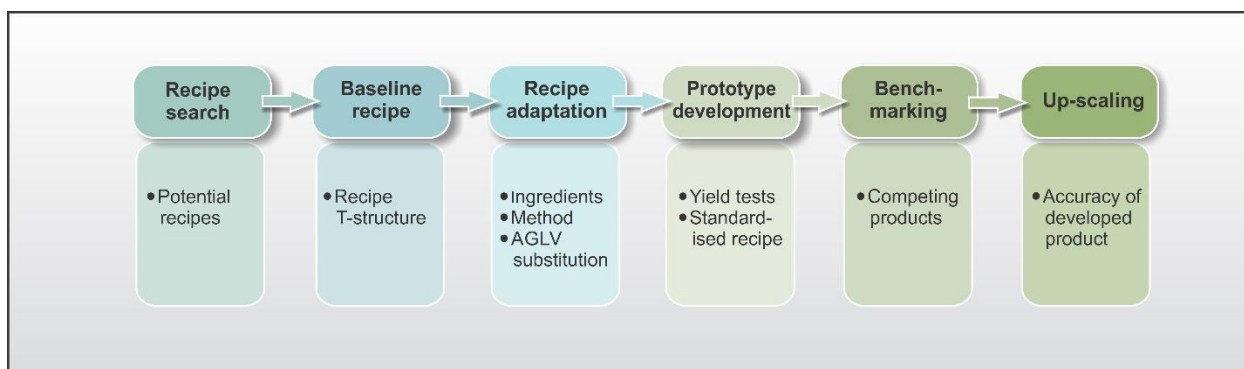 Recipe
search
Baseline
recipe
Recipe
adaptation
Prototype
development
Bench-
marking
Up-scaling
• Potential
recipes
• Recipe
T-structure
• Ingredients
• Method
• AGLV
substitution
• Yield tests
• Standard-
ised recipe
• Competing
products
• Accuracy of
developed
product